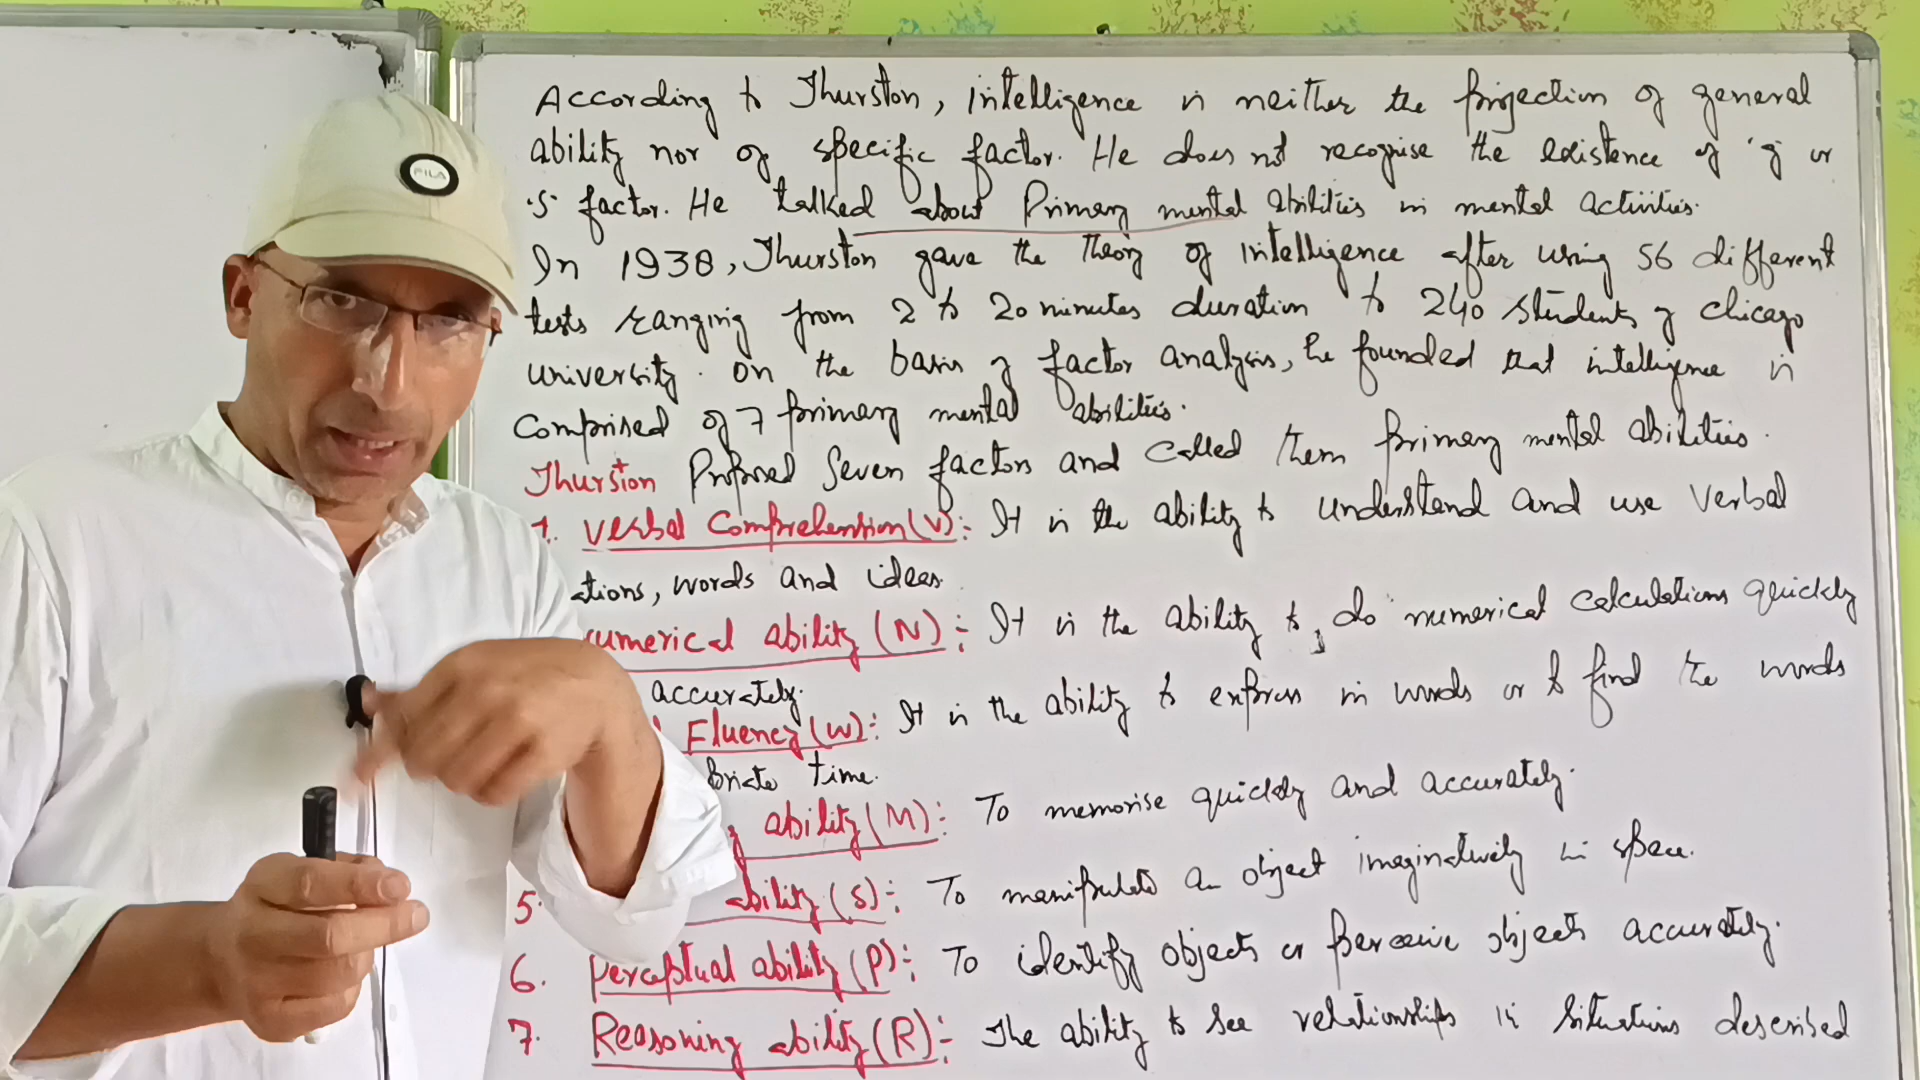 FILA
According to Thurston, intelligence is neither the projection of general
ability nor of specific factor. He does not recognise the existence of 'g' or
's' factor. He talked about Primary mental abilities in mental activities.
In 1938, Thurston gave the theory of intelligence after using 56 different
tests ranging from 2 to 20 minutes duration to 240 students of chicago
university. on the basis of factor analysis, he founded that intelligence is
comprised of 7 primary mental abilities.
Thurston Proposed Seven factors and called them primary mental abilities.
1. Verbal Comprehention (V):- It is the ability to understand and use verbal
ations, words and ideas.
umerical ability (N):- It is the ability to do numerical calculations quickly
accurately.
Fluency (W):- It is the ability to express in words or to find the words
priate time.
y ability (M):- To memorise quickly and accurately.
5. ability (S):- To manipulate an object imaginatively in space.
6. perceptual ability (P):- To identify objects or perceive objects accurately.
7. Reasoning ability (R):- The ability to see relationships in situations described